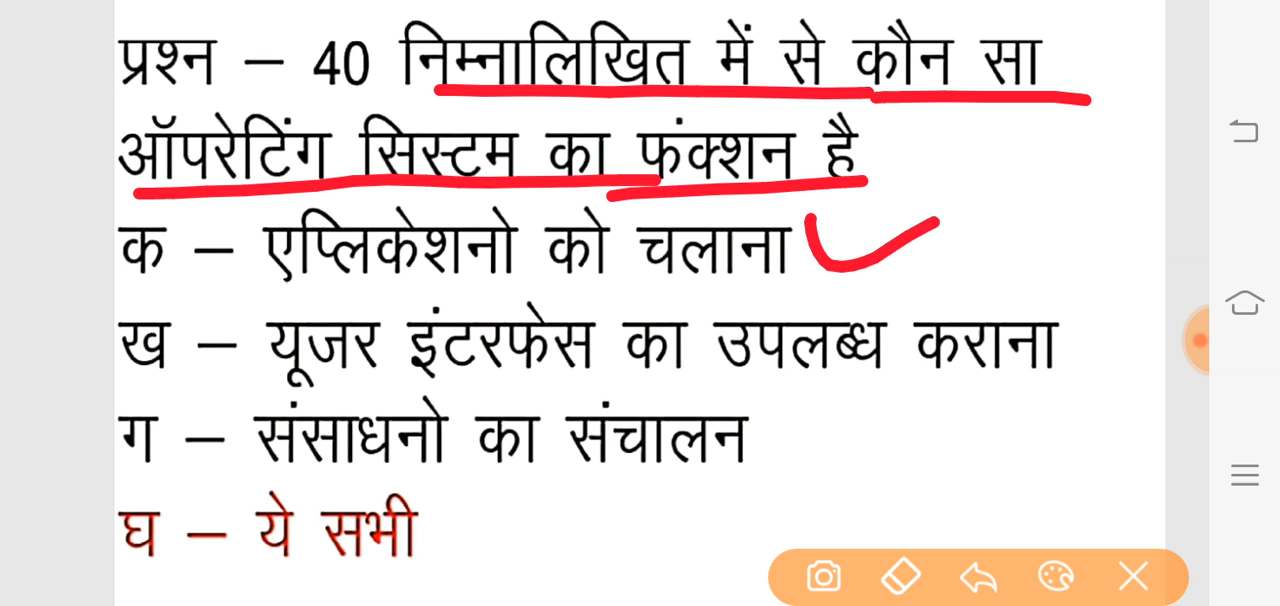 प्रश्न – 40 निम्नालिखित में से कौन सा
ऑपरेटिंग सिस्टम का फंक्शन है
क – एप्लिकेशनो को चलाना
ख – यूजर इंटरफेस का उपलब्ध कराना
ग – संसाधनो का संचालन
घ – ये सभी